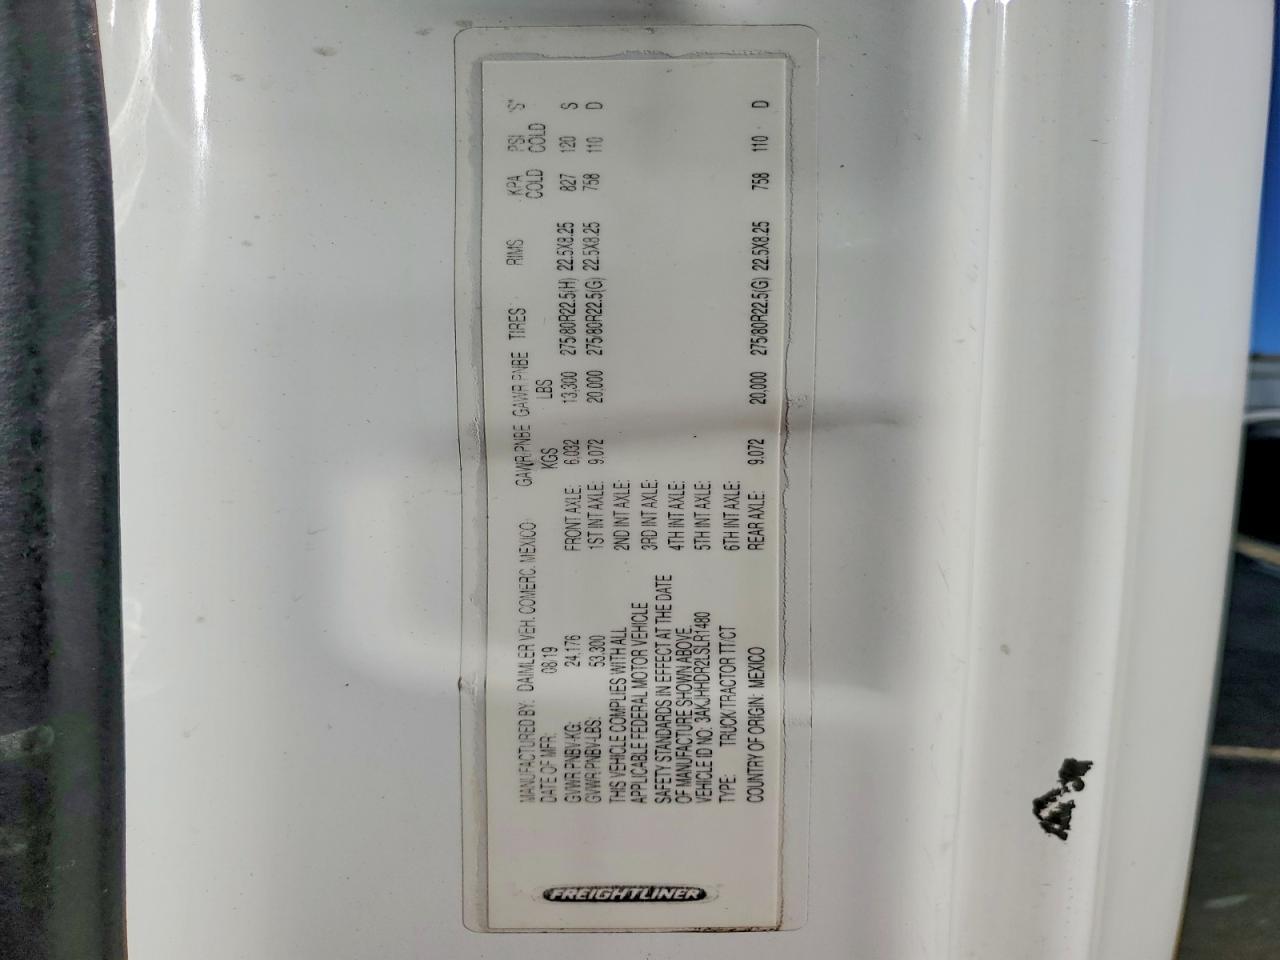 FREIGHTLINER
MANUFACTURED BY: DAIMLER VEH. COMERC. MEXICO
DATE OF MFR: 08/19
GVWR PNBV-KG: 24,176
GVWR PNBV-LBS: 53,300
THIS VEHICLE COMPLIES WITH ALL
APPLICABLE FEDERAL MOTOR VEHICLE
SAFETY STANDARDS IN EFFECT AT THE DATE
OF MANUFACTURE SHOWN ABOVE.
VEHICLE ID NO: 3AKJHHDR2LSLR1480
TYPE: TRUCK/TRACTOR TT/CT
COUNTRY OF ORIGIN: MEXICO
GAWR/PNBE GAWR PNBE TIRES RIMS KPA PSI "S"
KGS LBS COLD COLD
FRONT AXLE: 6,032 13,300 275/80R22.5(H) 22.5X8.25 827 120 S
1ST INT AXLE: 9,072 20,000 275/80R22.5(G) 22.5X8.25 758 110 D
2ND INT AXLE:
3RD INT AXLE:
4TH INT AXLE:
5TH INT AXLE:
6TH INT AXLE:
REAR AXLE: 9,072 20,000 275/80R22.5(G) 22.5X8.25 758 110 D